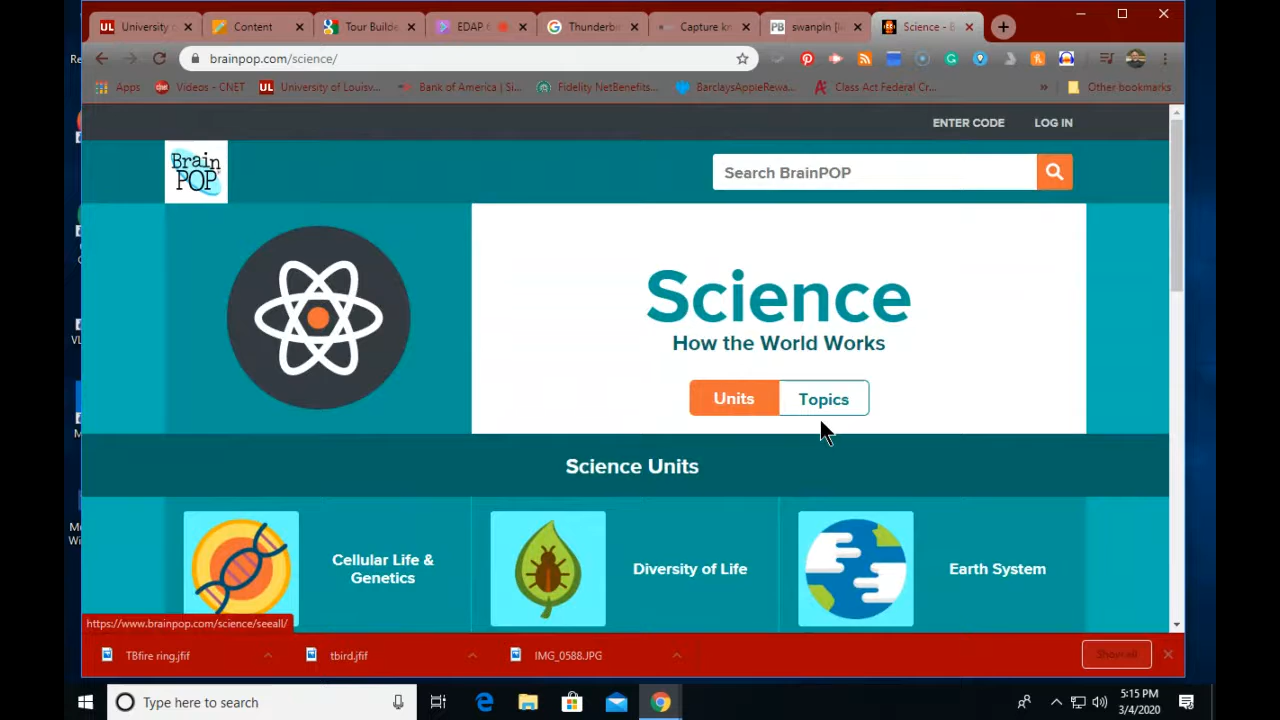 University
Content
Tour Builde
EDAP 6
Thunderbi
Capture kn
swanpln [l
Science - B
brainpop.com/science/
Apps
Videos - CNET
University of Louisv...
Bank of America | Si...
Fidelity NetBenefits...
BarclaysAppleRewa...
Class Act Federal Cr...
»
Other bookmarks
ENTER CODE
LOG IN
Brain
POP
Search BrainPOP
Science
How the World Works
Units
Topics
Science Units
Cellular Life &
Genetics
Diversity of Life
Earth System
https://www.brainpop.com/science/seeall/
TBfire ring.jfif
tbird.jfif
IMG_0588.JPG
Show all
Type here to search
5:15 PM
3/4/2020